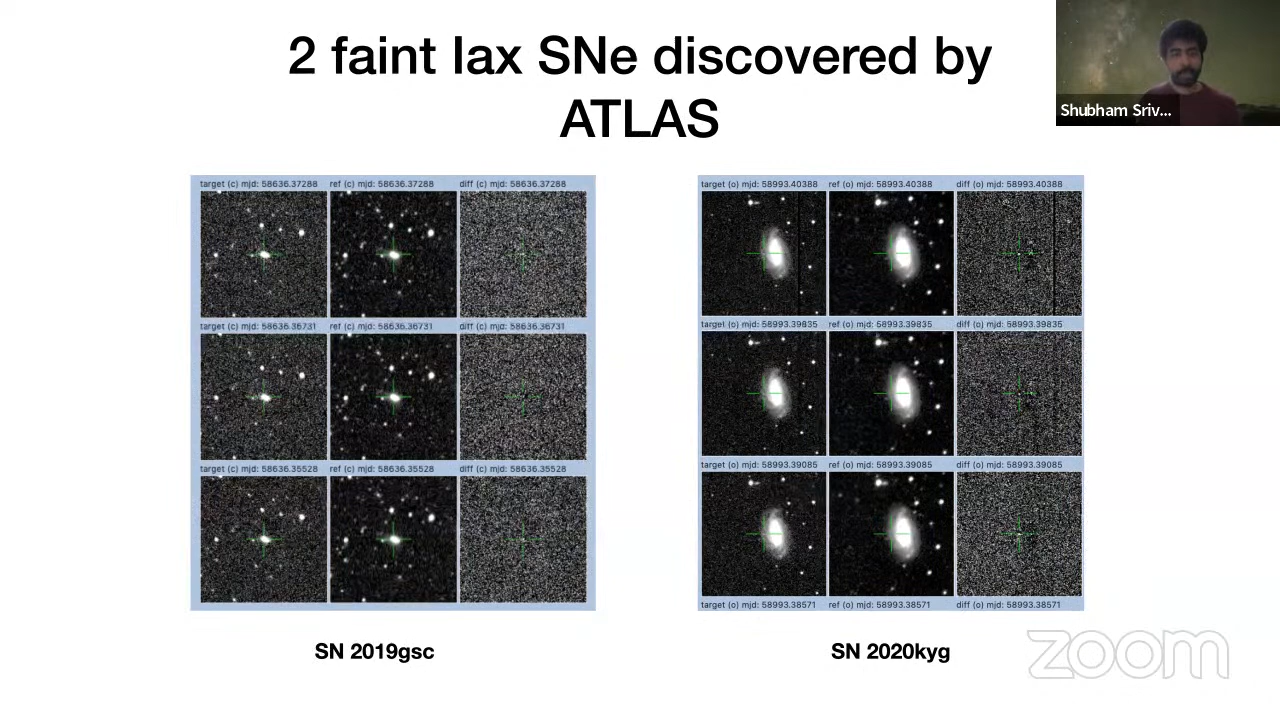 2 faint Iax SNe discovered by
ATLAS
Shubham Sriv...
target (c) mjd: 58636.37288 ref (c) mjd: 58636.37288 diff (c) mjd: 58636.37288
target (c) mjd: 58636.36731 ref (c) mjd: 58636.36731 diff (c) mjd: 58636.36731
target (c) mjd: 58636.35528 ref (c) mjd: 58636.35528 diff (c) mjd: 58636.35528
SN 2019gsc
target (o) mjd: 58993.40388 ref (o) mjd: 58993.40388 diff (o) mjd: 58993.40388
target (o) mjd: 58993.39835 ref (o) mjd: 58993.39835 diff (o) mjd: 58993.39835
target (o) mjd: 58993.39085 ref (o) mjd: 58993.39085 diff (o) mjd: 58993.39085
target (o) mjd: 58993.38571 ref (o) mjd: 58993.38571 diff (o) mjd: 58993.38571
SN 2020kyg
zoom